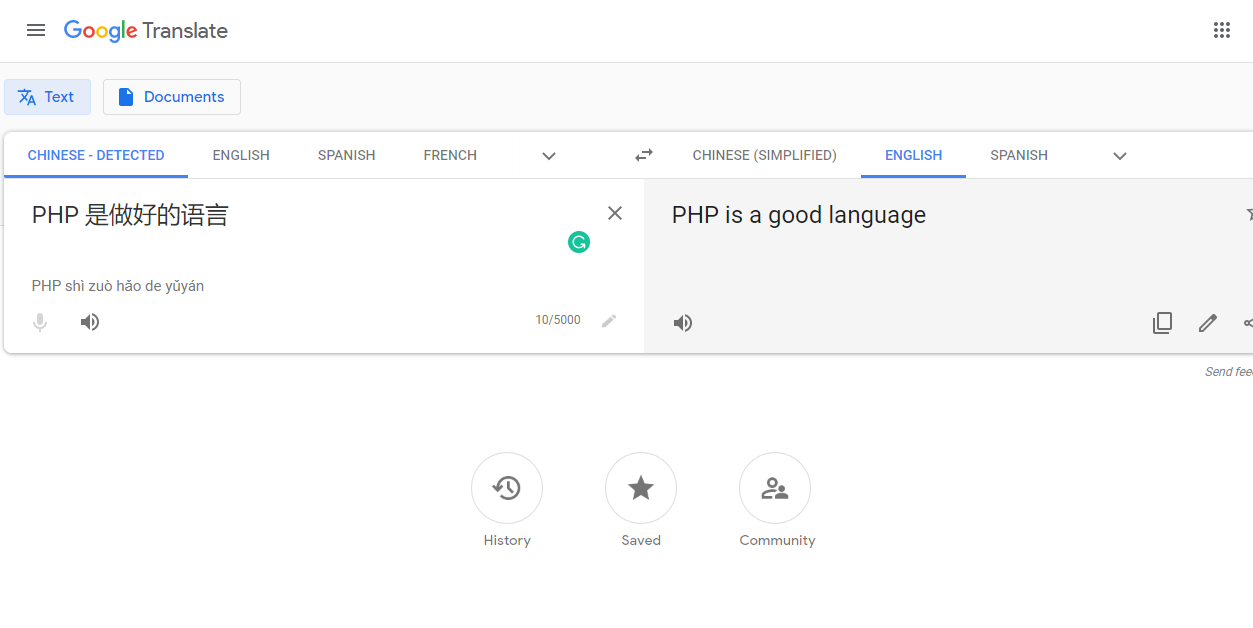 Google Translate
Text
Documents
CHINESE - DETECTED ENGLISH SPANISH FRENCH CHINESE (SIMPLIFIED) ENGLISH SPANISH
PHP 是做好的语言
PHP is a good language
PHP shì zuò hǎo de yǔyán
10/5000
Send fee
History
Saved
Community